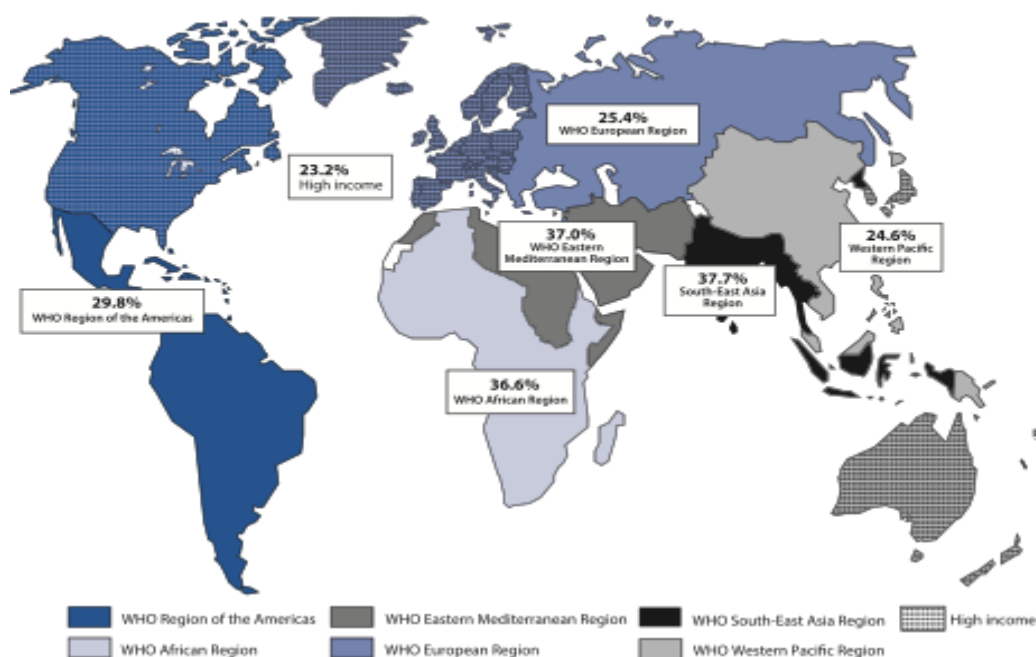 25.4%
WHO European Region
23.2%
High income
37.0%
WHO Eastern
Mediterranean Region
24.6%
Western Pacific
Region
37.7%
South-East Asia
Region
29.8%
WHO Region of the Americas
36.6%
WHO African Region
WHO Region of the Americas
WHO Eastern Mediterranean Region
WHO South-East Asia Region
High income
WHO African Region
WHO European Region
WHO Western Pacific Region